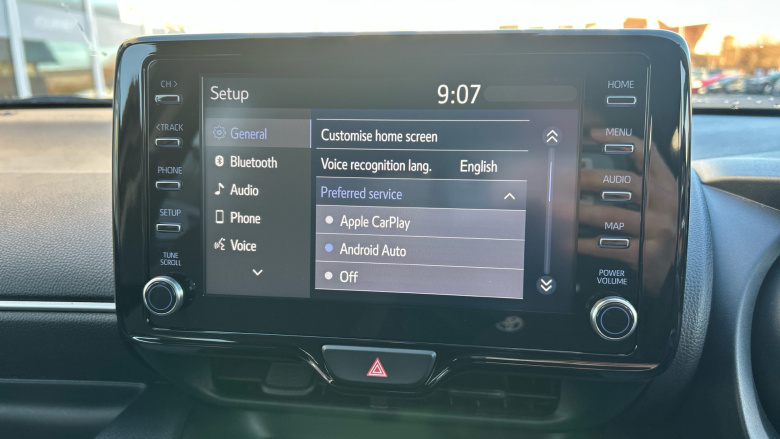 CH >
< TRACK
PHONE
SETUP
TUNE
SCROLL
Setup
9:07
General
Bluetooth
Audio
Phone
Voice
Customise home screen
Voice recognition lang. English
Preferred service
Apple CarPlay
Android Auto
Off
HOME
MENU
AUDIO
MAP
POWER
VOLUME